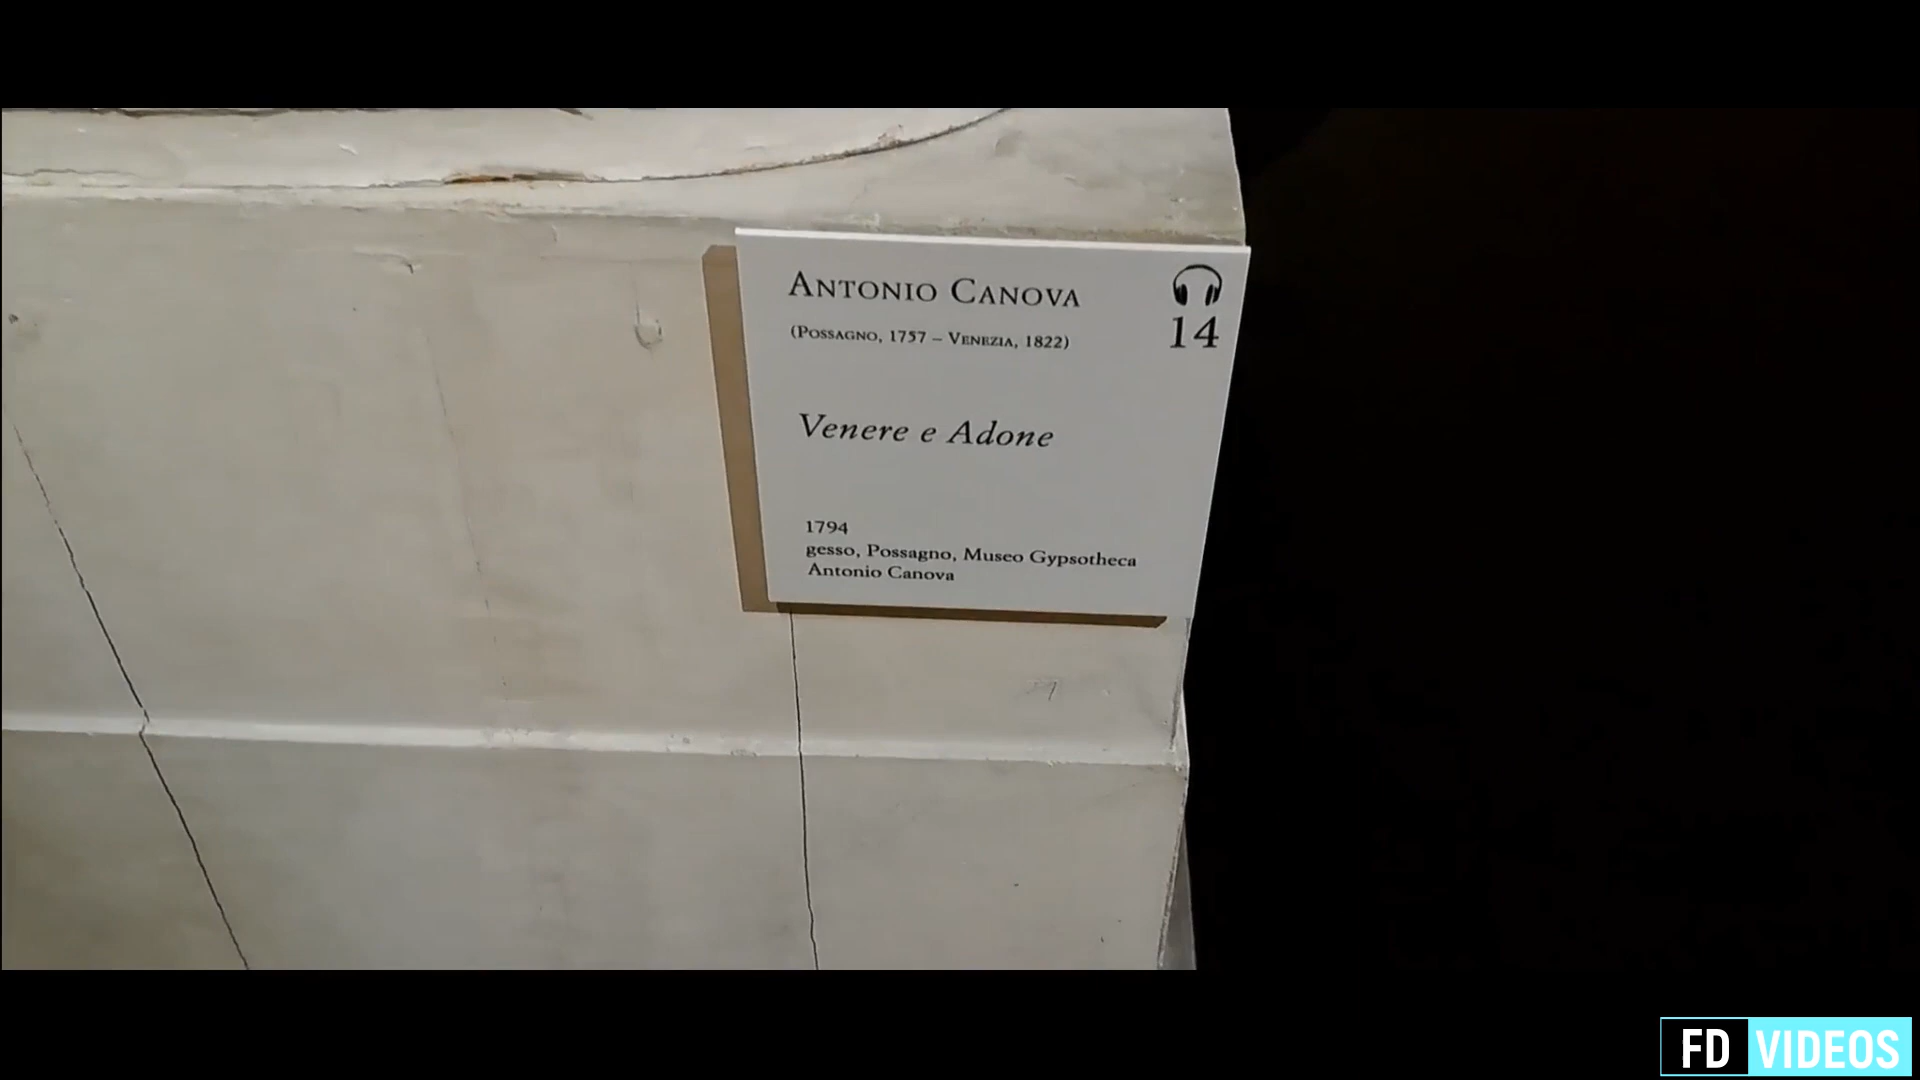 Antonio Canova
14
(Possagno, 1757 – Venezia, 1822)
Venere e Adone
1794
gesso, Possagno, Museo Gypsotheca
Antonio Canova
FD VIDEOS